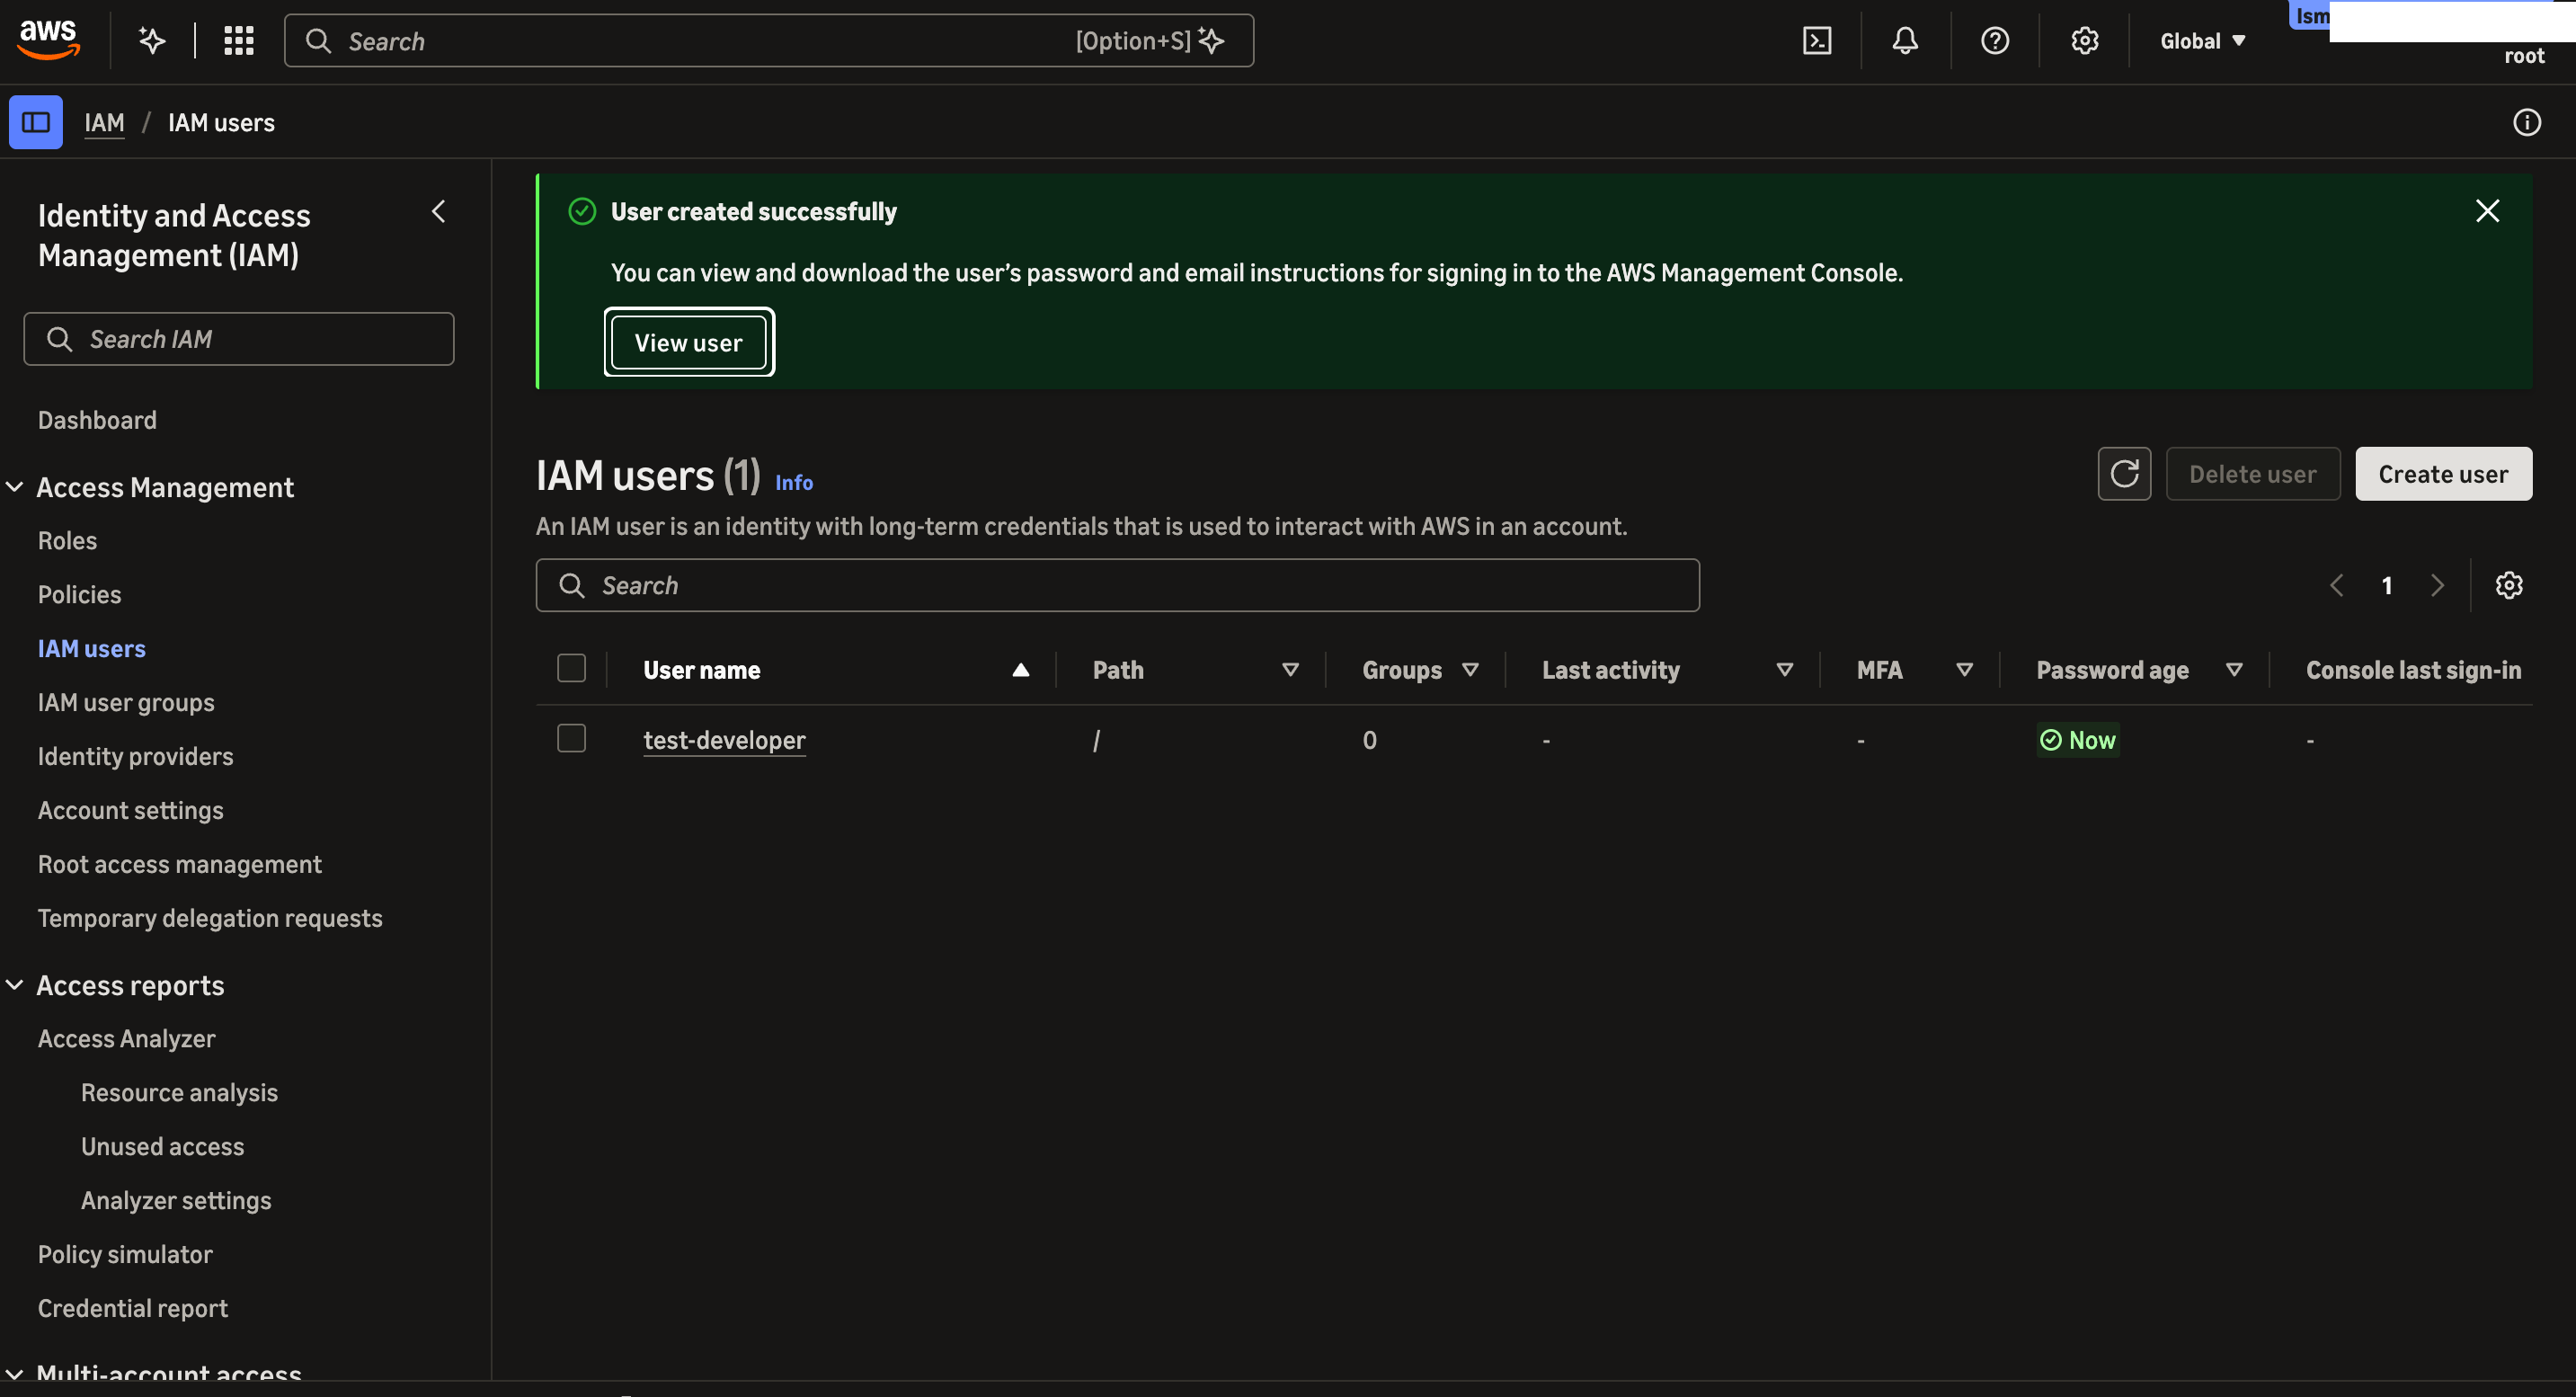 aws
Search [Option+S]
Global
Ism
root
IAM / IAM users
Identity and Access
Management (IAM)
Search IAM
Dashboard
Access Management
Roles
Policies
IAM users
IAM user groups
Identity providers
Account settings
Root access management
Temporary delegation requests
Access reports
Access Analyzer
Resource analysis
Unused access
Analyzer settings
Policy simulator
Credential report
Multi-account access
User created successfully
You can view and download the user’s password and email instructions for signing in to the AWS Management Console.
View user
IAM users (1) Info
Delete user
Create user
An IAM user is an identity with long-term credentials that is used to interact with AWS in an account.
Search
1
User name Path Groups Last activity MFA Password age Console last sign-in
test-developer / 0 - - Now -